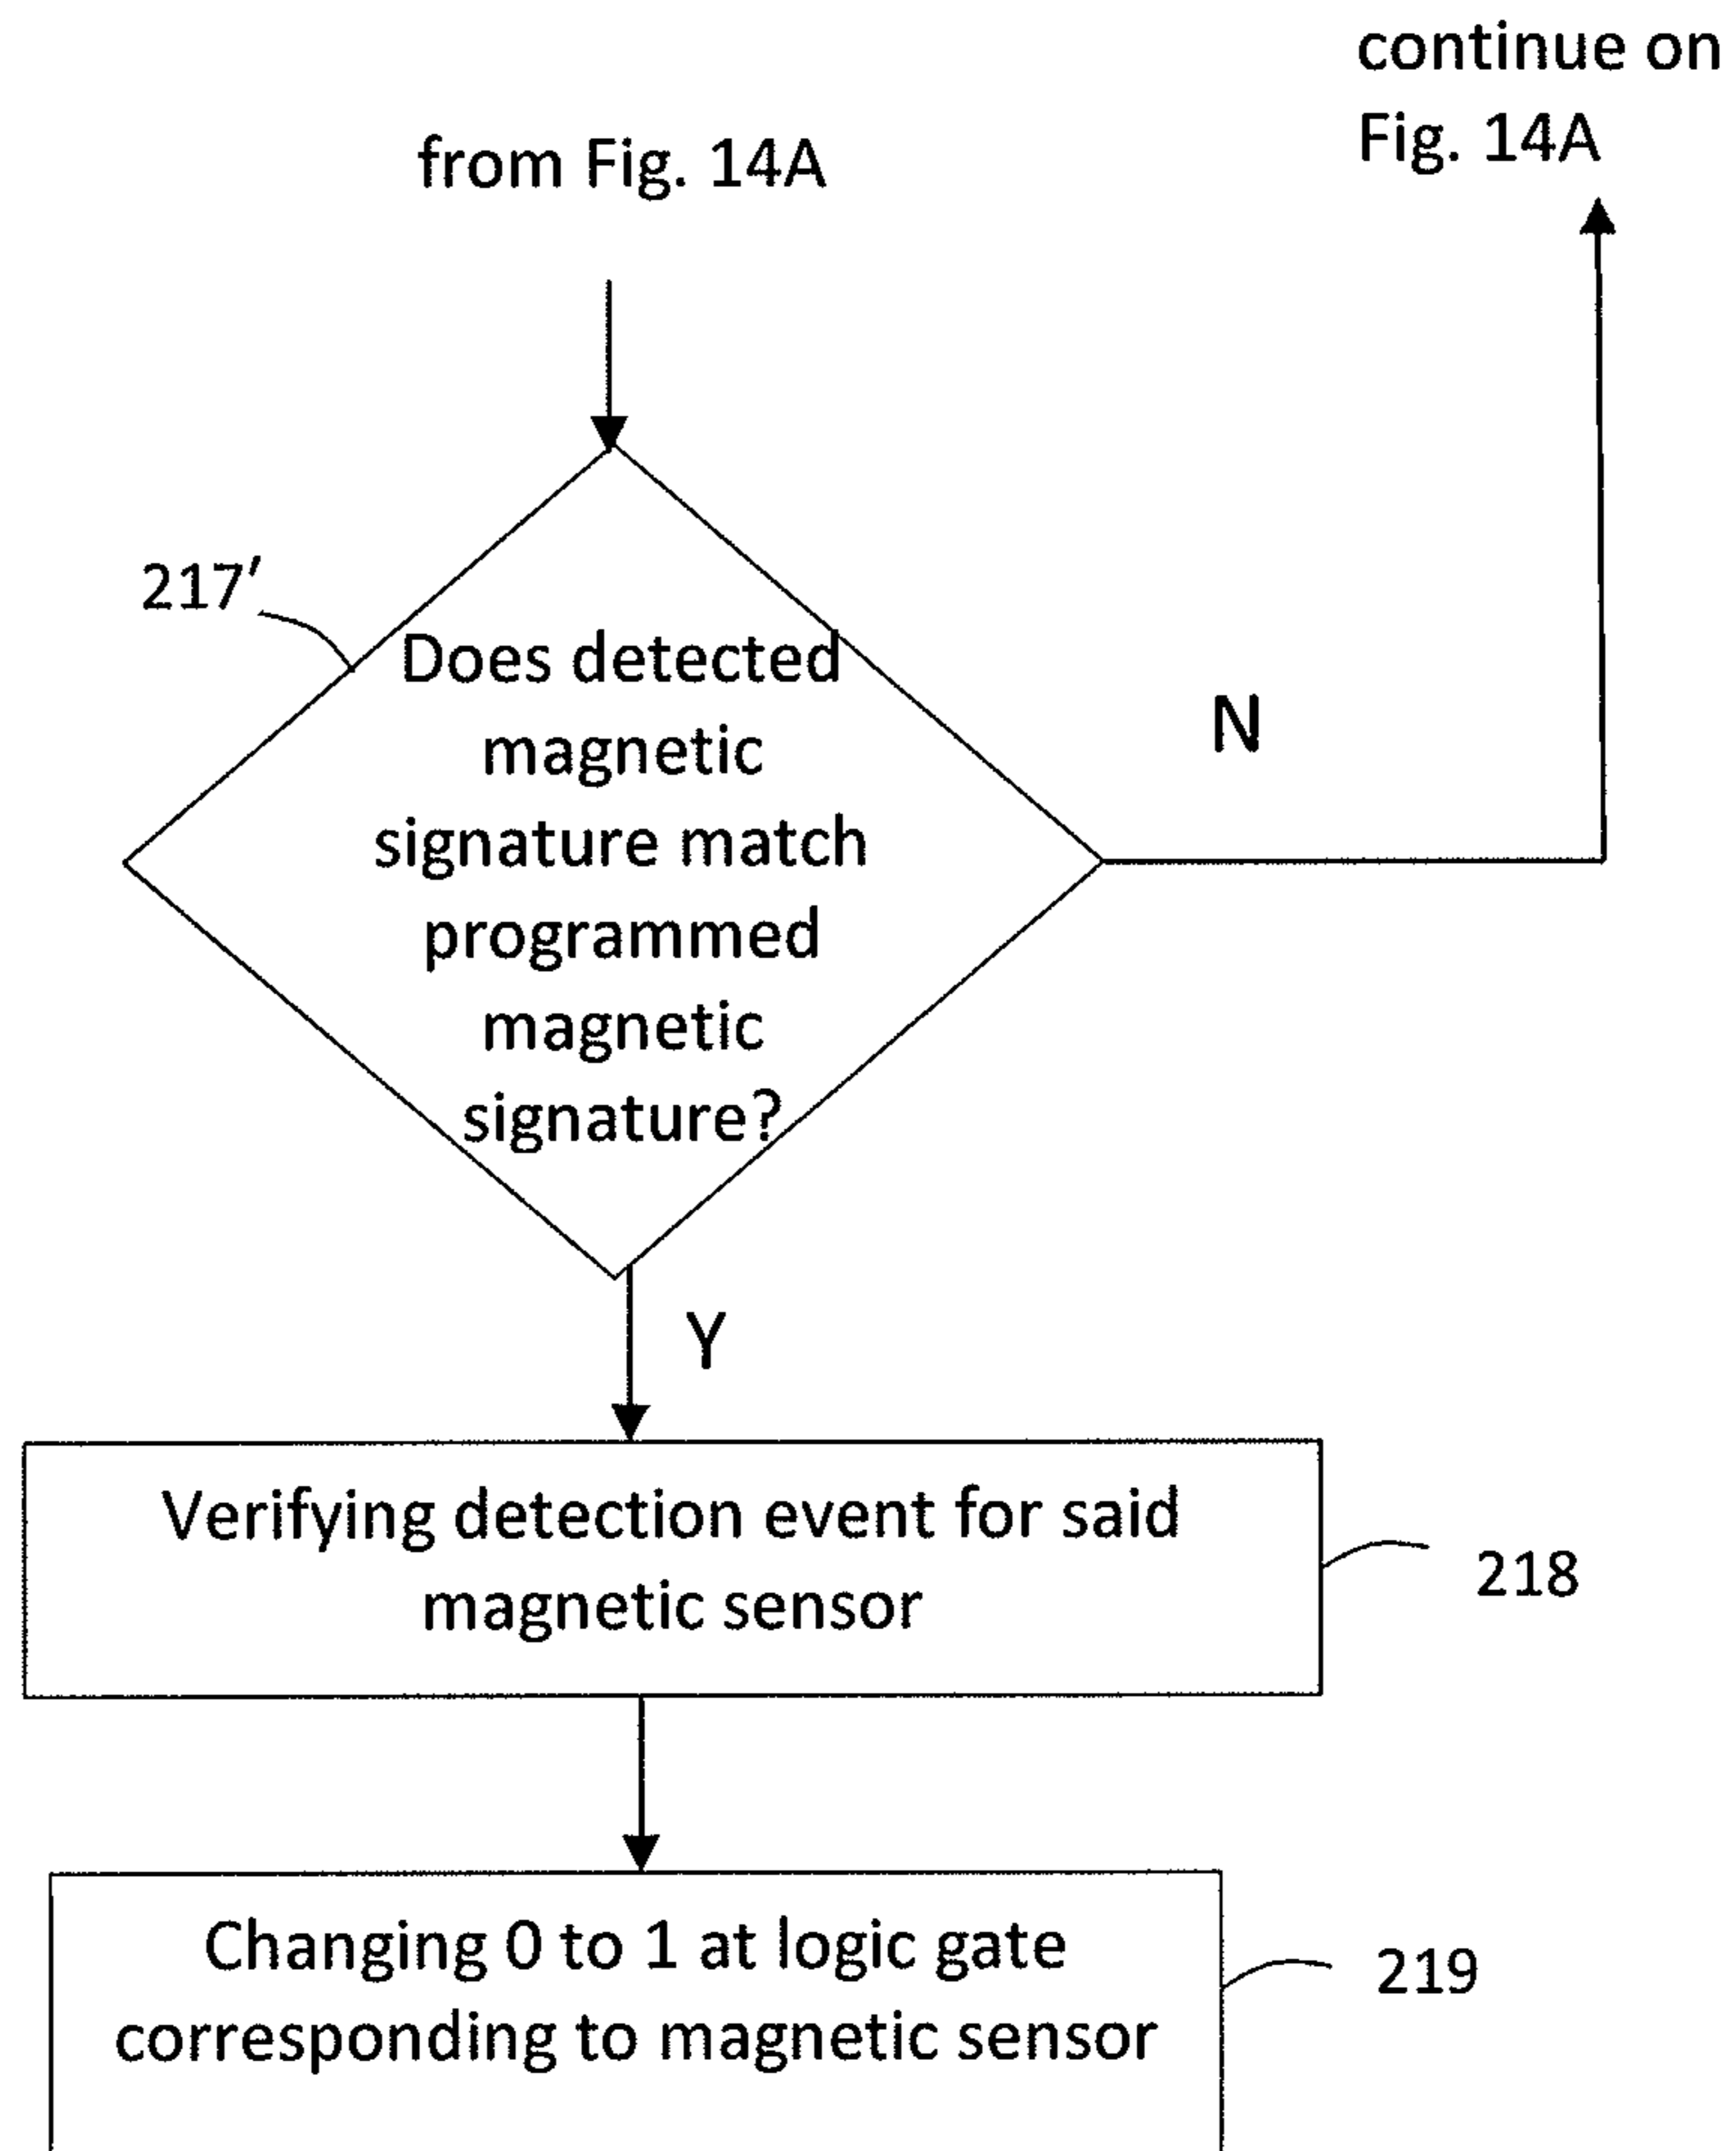 continue on
Fig. 14A
from Fig. 14A
217′
Does detected
magnetic
signature match
programmed
magnetic
signature?
N
Y
Verifying detection event for said
magnetic sensor
218
Changing 0 to 1 at logic gate
corresponding to magnetic sensor
219